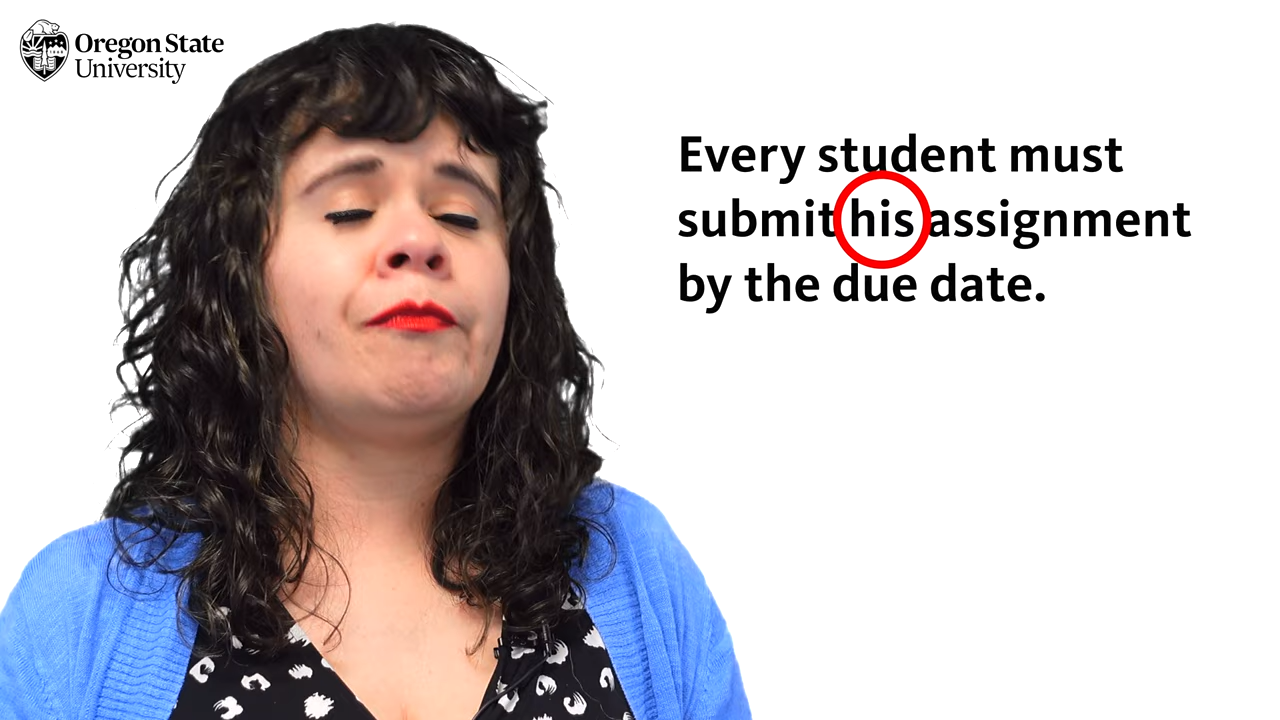 Oregon State
University
Every student must
submit his assignment
by the due date.